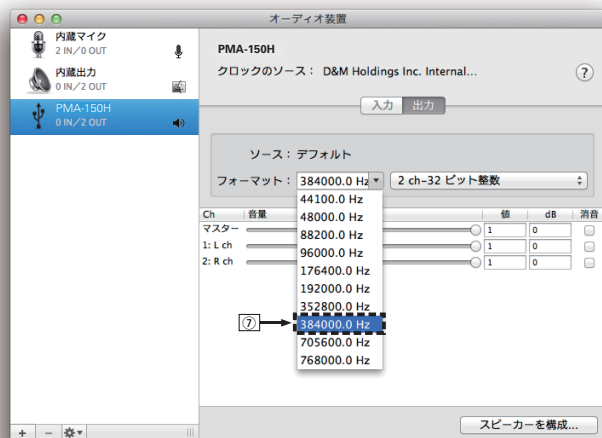 オーディオ装置
内蔵マイク
2 IN／0 OUT
内蔵出力
0 IN／2 OUT
PMA-150H
0 IN／2 OUT
PMA-150H
クロックのソース： D&M Holdings Inc. Internal...
?
入力 出力
ソース： デフォルト
フォーマット： 384000.0 Hz 2 ch-32 ビット整数
44100.0 Hz
48000.0 Hz
88200.0 Hz
96000.0 Hz
176400.0 Hz
192000.0 Hz
352800.0 Hz
⑦ 384000.0 Hz
705600.0 Hz
768000.0 Hz
Ch 音量 値 dB 消音
マスター 1 0
1: L ch 1 0
2: R ch 1 0
+ − スピーカーを構成...